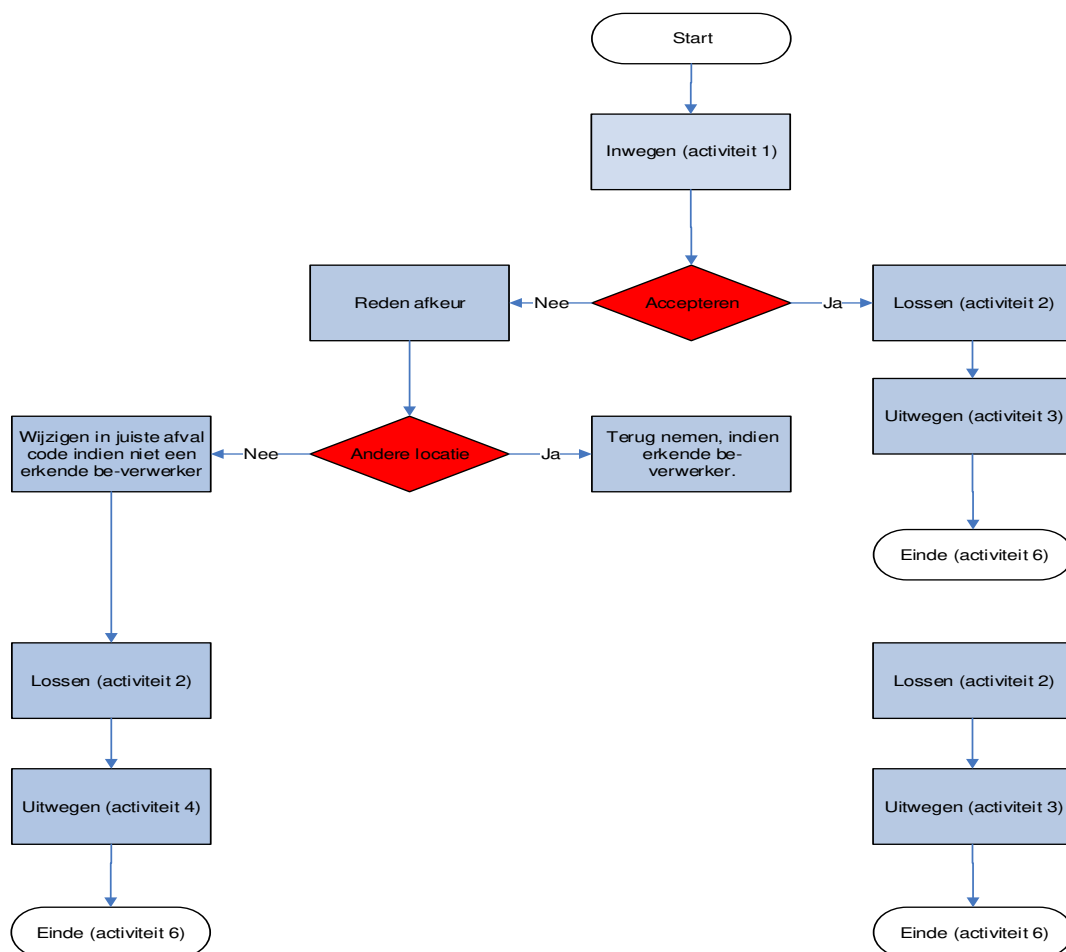 Start
Inwegen (activiteit 1)
Reden afkeur
Nee
Accepteren
Ja
Lossen (activiteit 2)
Uitwegen (activiteit 3)
Wijzigen in juiste afval
code indien niet een
erkende be-verwerker
Nee
Andere locatie
Ja
Terug nemen, indien
erkende be-
verwerker.
Einde (activiteit 6)
Lossen (activiteit 2)
Lossen (activiteit 2)
Uitwegen (activiteit 4)
Uitwegen (activiteit 3)
Einde (activiteit 6)
Einde (activiteit 6)